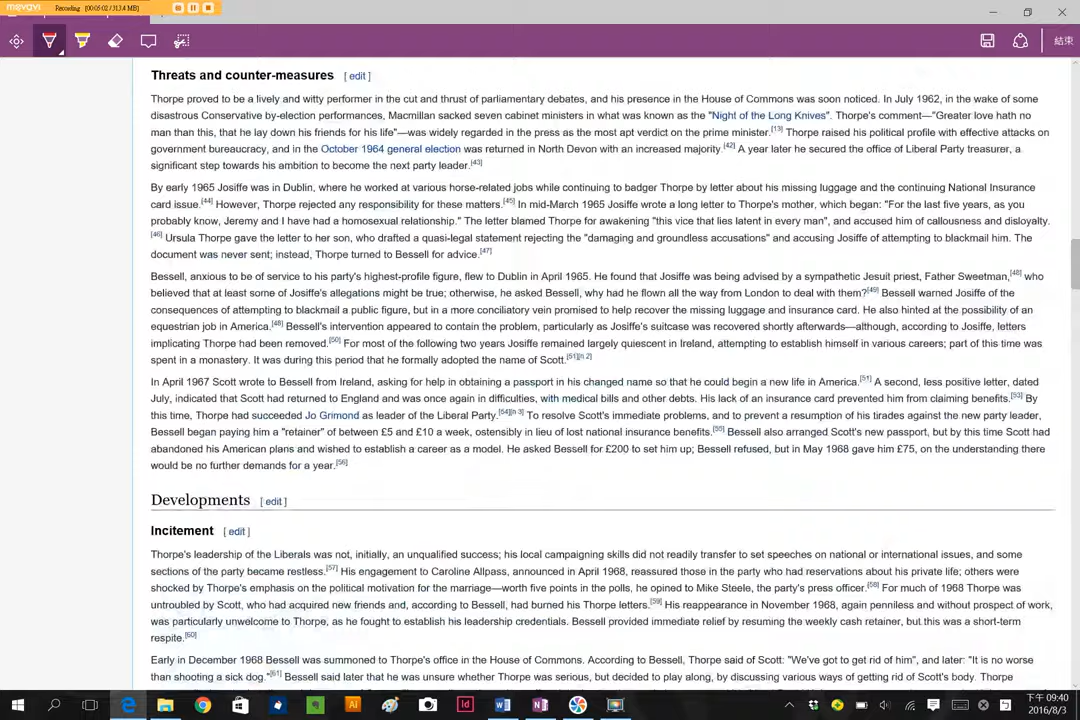 movavi
Recording [00:05:02 / 313.4 MB]
結束
Threats and counter-measures [ edit ]
Thorpe proved to be a lively and witty performer in the cut and thrust of parliamentary debates, and his presence in the House of Commons was soon noticed. In July 1962, in the wake of some
disastrous Conservative by-election performances, Macmillan sacked seven cabinet ministers in what was known as the "Night of the Long Knives". Thorpe's comment—"Greater love hath no
man than this, that he lay down his friends for his life"—was widely regarded in the press as the most apt verdict on the prime minister.[13] Thorpe raised his political profile with effective attacks on
government bureaucracy, and in the October 1964 general election was returned in North Devon with an increased majority.[42] A year later he secured the office of Liberal Party treasurer, a
significant step towards his ambition to become the next party leader.[43]
By early 1965 Josiffe was in Dublin, where he worked at various horse-related jobs while continuing to badger Thorpe by letter about his missing luggage and the continuing National Insurance
card issue.[44] However, Thorpe rejected any responsibility for these matters.[45] In mid-March 1965 Josiffe wrote a long letter to Thorpe's mother, which began: "For the last five years, as you
probably know, Jeremy and I have had a homosexual relationship." The letter blamed Thorpe for awakening "this vice that lies latent in every man", and accused him of callousness and disloyalty.
[46] Ursula Thorpe gave the letter to her son, who drafted a quasi-legal statement rejecting the "damaging and groundless accusations" and accusing Josiffe of attempting to blackmail him. The
document was never sent; instead, Thorpe turned to Bessell for advice.[47]
Bessell, anxious to be of service to his party's highest-profile figure, flew to Dublin in April 1965. He found that Josiffe was being advised by a sympathetic Jesuit priest, Father Sweetman,[48] who
believed that at least some of Josiffe's allegations might be true; otherwise, he asked Bessell, why had he flown all the way from London to deal with them?[49] Bessell warned Josiffe of the
consequences of attempting to blackmail a public figure, but in a more conciliatory vein promised to help recover the missing luggage and insurance card. He also hinted at the possibility of an
equestrian job in America.[48] Bessell's intervention appeared to contain the problem, particularly as Josiffe's suitcase was recovered shortly afterwards—although, according to Josiffe, letters
implicating Thorpe had been removed.[50] For most of the following two years Josiffe remained largely quiescent in Ireland, attempting to establish himself in various careers; part of this time was
spent in a monastery. It was during this period that he formally adopted the name of Scott.[51][n 2]
In April 1967 Scott wrote to Bessell from Ireland, asking for help in obtaining a passport in his changed name so that he could begin a new life in America.[51] A second, less positive letter, dated
July, indicated that Scott had returned to England and was once again in difficulties, with medical bills and other debts. His lack of an insurance card prevented him from claiming benefits.[53] By
this time, Thorpe had succeeded Jo Grimond as leader of the Liberal Party.[54][n 3] To resolve Scott's immediate problems, and to prevent a resumption of his tirades against the new party leader,
Bessell began paying him a "retainer" of between £5 and £10 a week, ostensibly in lieu of lost national insurance benefits.[55] Bessell also arranged Scott's new passport, but by this time Scott had
abandoned his American plans and wished to establish a career as a model. He asked Bessell for £200 to set him up; Bessell refused, but in May 1968 gave him £75, on the understanding there
would be no further demands for a year.[56]
Developments [ edit ]
Incitement [ edit ]
Thorpe's leadership of the Liberals was not, initially, an unqualified success; his local campaigning skills did not readily transfer to set speeches on national or international issues, and some
sections of the party became restless.[57] His engagement to Caroline Allpass, announced in April 1968, reassured those in the party who had reservations about his private life; others were
shocked by Thorpe's emphasis on the political motivation for the marriage—worth five points in the polls, he opined to Mike Steele, the party's press officer.[58] For much of 1968 Thorpe was
untroubled by Scott, who had acquired new friends and, according to Bessell, had burned his Thorpe letters.[59] His reappearance in November 1968, again penniless and without prospect of work,
was particularly unwelcome to Thorpe, as he fought to establish his leadership credentials. Bessell provided immediate relief by resuming the weekly cash retainer, but this was a short-term
respite.[60]
Early in December 1968 Bessell was summoned to Thorpe's office in the House of Commons. According to Bessell, Thorpe said of Scott: "We've got to get rid of him", and later: "It is no worse
than shooting a sick dog."[61] Bessell said later that he was unsure whether Thorpe was serious, but decided to play along, by discussing various ways of getting rid of Scott's body. Thorpe
下午 09:40
2016/8/3